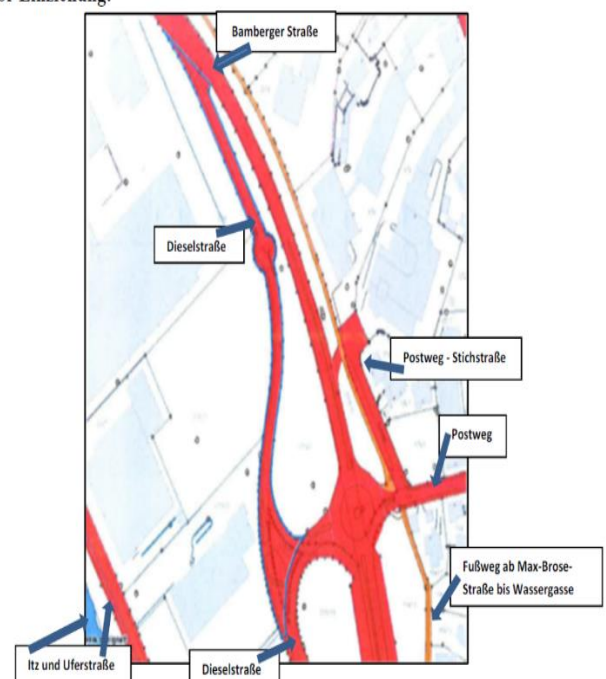 Bamberger Straße
Dieselstraße
Postweg - Stichstraße
Postweg
Fußweg ab Max-Brose-
Straße bis Wassergasse
Itz und Uferstraße
Dieselstraße